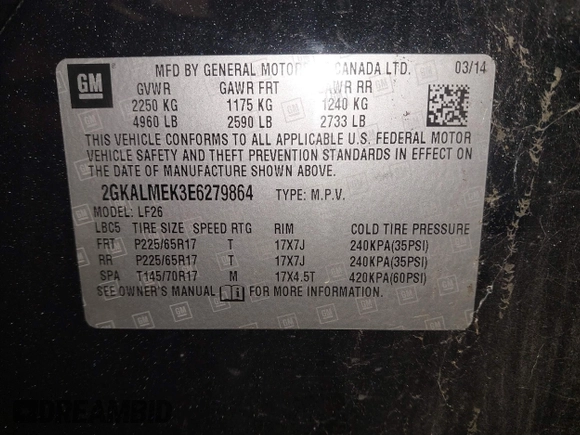 GM
MFD BY GENERAL MOTORS CANADA LTD. 03/14
GVWR GAWR FRT GAWR RR
2250 KG 1175 KG 1240 KG
4960 LB 2590 LB 2733 LB
THIS VEHICLE CONFORMS TO ALL APPLICABLE U.S. FEDERAL MOTOR
VEHICLE SAFETY AND THEFT PREVENTION STANDARDS IN EFFECT ON
THE DATE OF MANUFACTURE SHOWN ABOVE.
2GKALMEK3E6279864 TYPE: M.P.V.
MODEL: LF26
LBC5 TIRE SIZE SPEED RTG RIM COLD TIRE PRESSURE
FRT P225/65R17 T 17X7J 240KPA(35PSI)
RR P225/65R17 T 17X7J 240KPA(35PSI)
SPA T145/70R17 M 17X4.5T 420KPA(60PSI)
SEE OWNER'S MANUAL FOR MORE INFORMATION.
DREAMBID